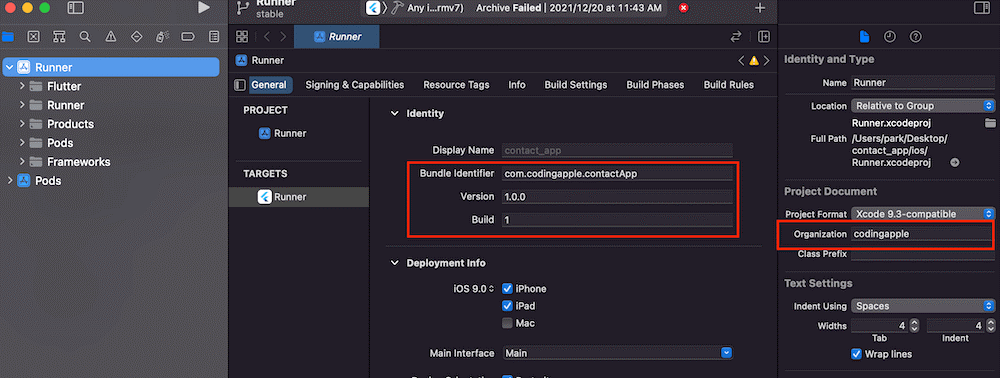 Runner
stable
Any i...rmv7)
Archive Failed | 2021/12/20 at 11:43 AM
Runner
Flutter
Runner
Products
Pods
Frameworks
Pods
Runner
Runner
General
Signing & Capabilities
Resource Tags
Info
Build Settings
Build Phases
Build Rules
PROJECT
Runner
TARGETS
Runner
Identity
Display Name contact_app
Bundle Identifier com.codingapple.contactApp
Version 1.0.0
Build 1
Deployment Info
iOS 9.0
iPhone
iPad
Mac
Main Interface Main
Identity and Type
Name Runner
Location Relative to Group
Runner.xcodeproj
Full Path /Users/park/Desktop/
contact_app/ios/
Runner.xcodeproj
Project Document
Project Format Xcode 9.3-compatible
Organization codingapple
Class Prefix
Text Settings
Indent Using Spaces
Widths 4 4
Tab Indent
Wrap lines